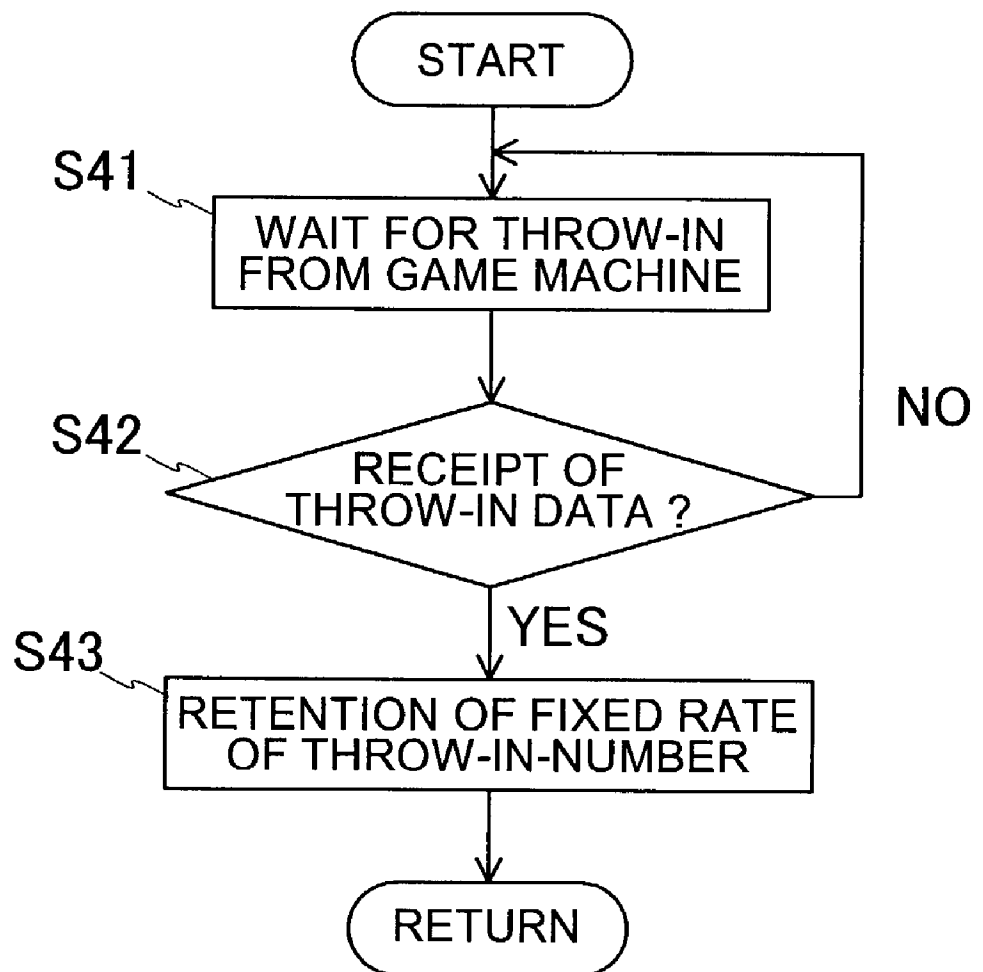 START
S41
WAIT FOR THROW-IN
FROM GAME MACHINE
NO
S42
RECEIPT OF
THROW-IN DATA ?
YES
S43
RETENTION OF FIXED RATE
OF THROW-IN-NUMBER
RETURN